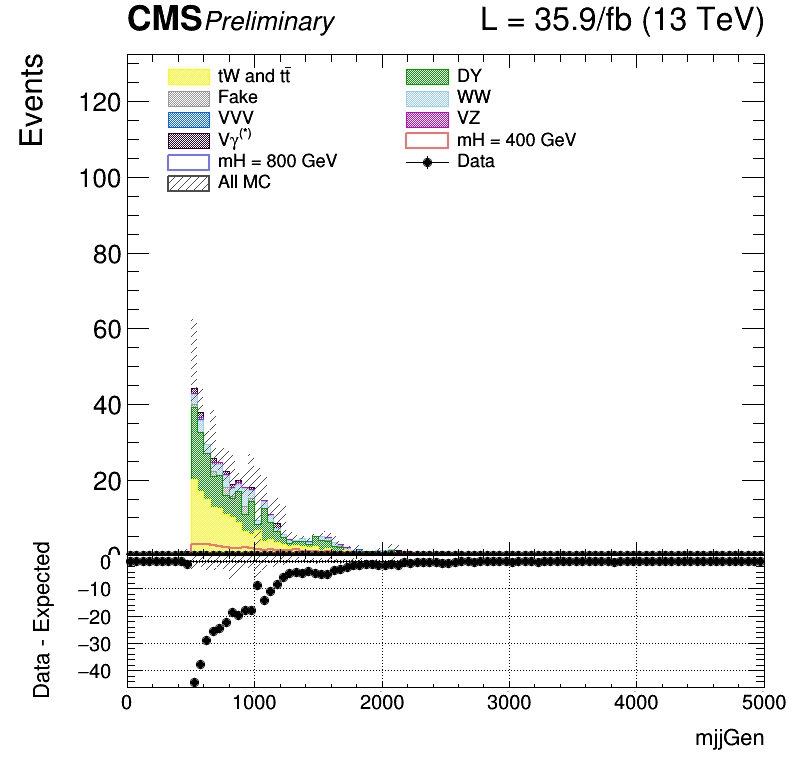 CMS Preliminary L = 35.9/fb (13 TeV)
Events
120
100
80
60
40
20
0
tW and tt̄
Fake
VVV
Vγ(*)
mH = 800 GeV
All MC
DY
WW
VZ
mH = 400 GeV
Data
Data - Expected
0
−10
−20
−30
−40
0 1000 2000 3000 4000 5000
mjjGen